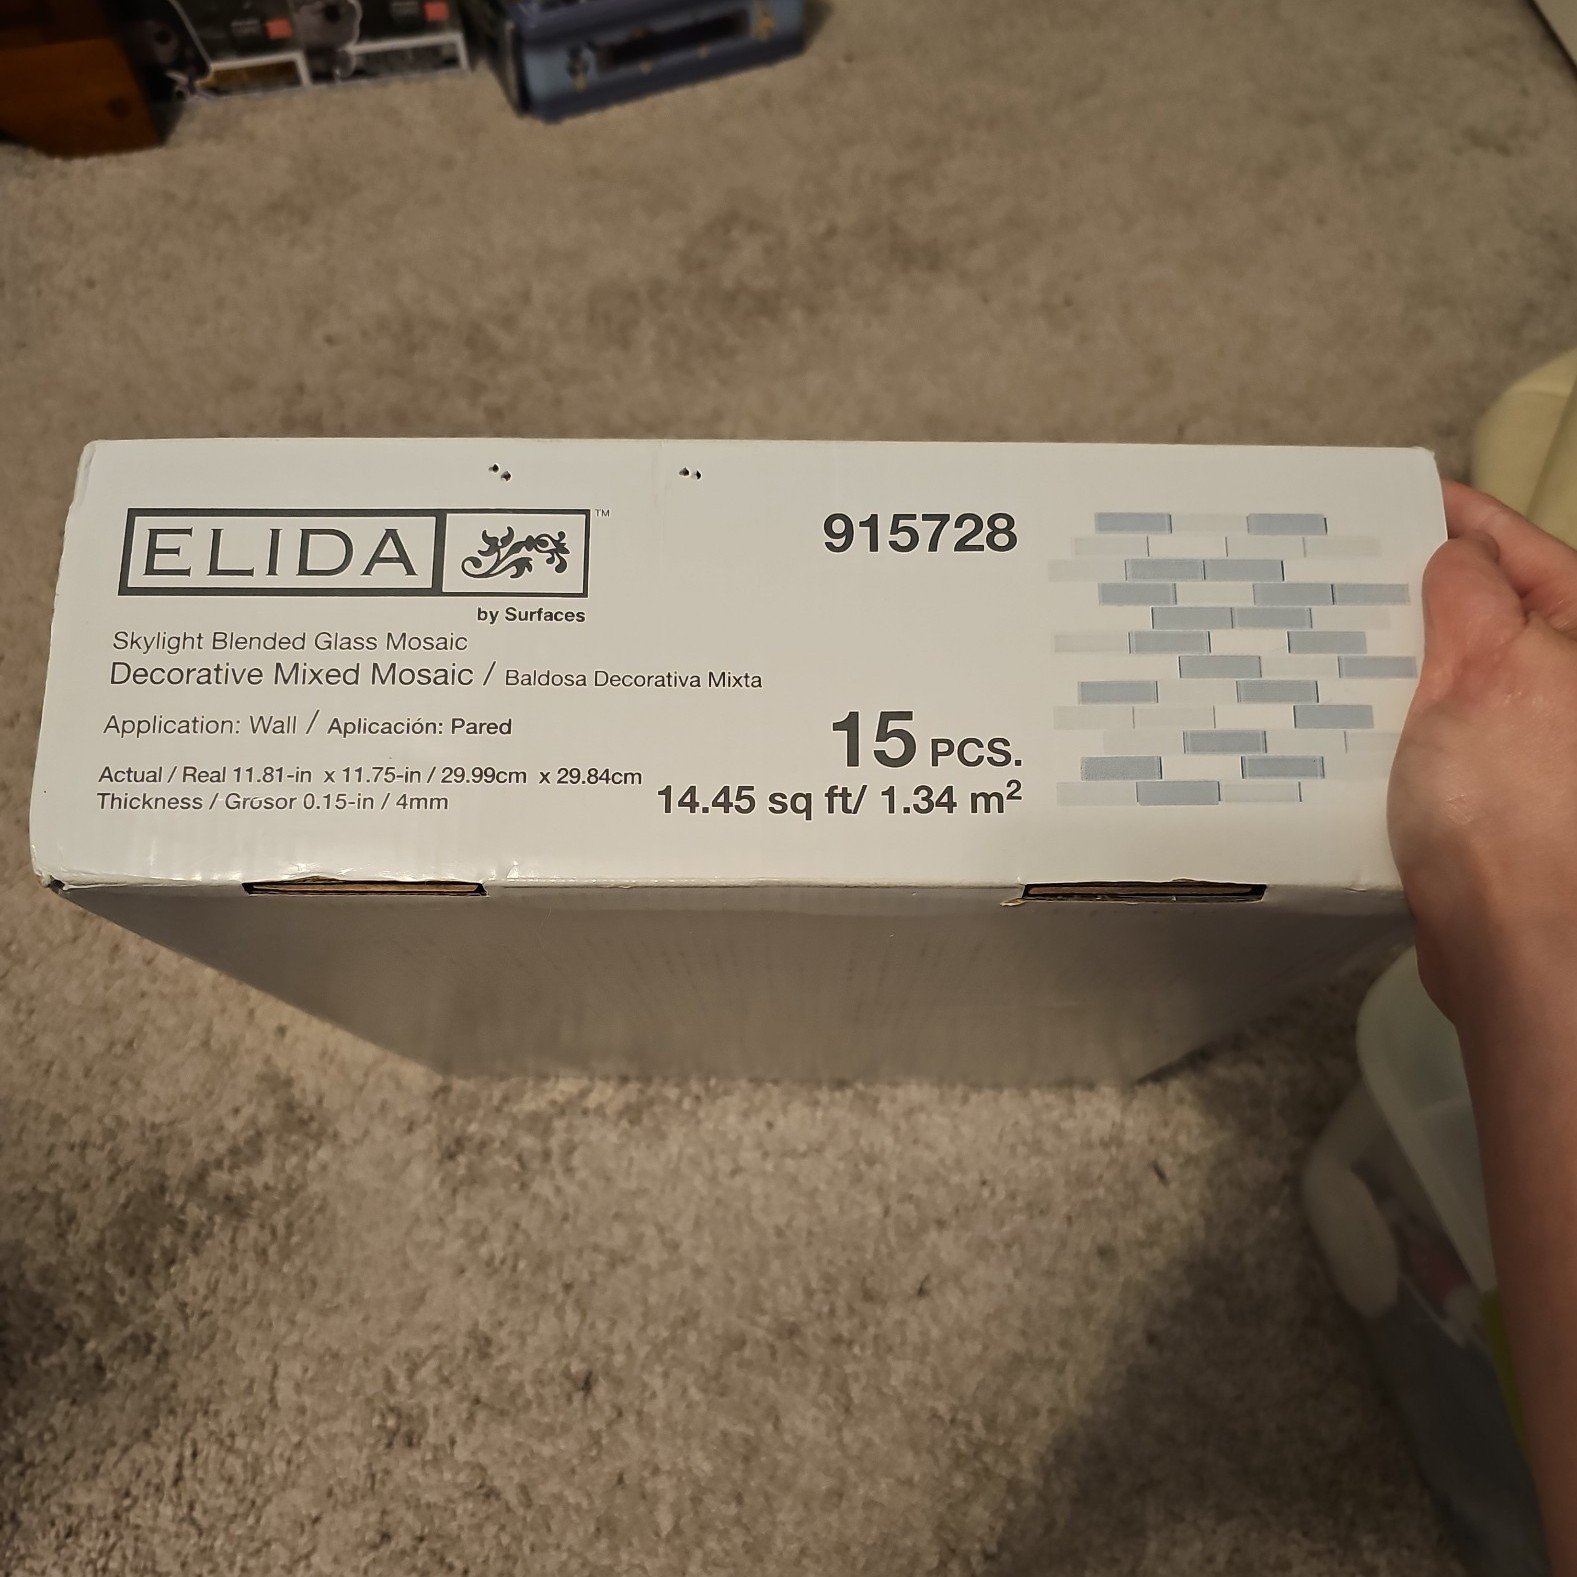 ELIDA ™
by Surfaces
915728
Skylight Blended Glass Mosaic
Decorative Mixed Mosaic / Baldosa Decorativa Mixta
Application: Wall / Aplicación: Pared
15 PCS.
Actual / Real 11.81-in x 11.75-in / 29.99cm x 29.84cm
Thickness / Grosor 0.15-in / 4mm
14.45 sq ft/ 1.34 m²